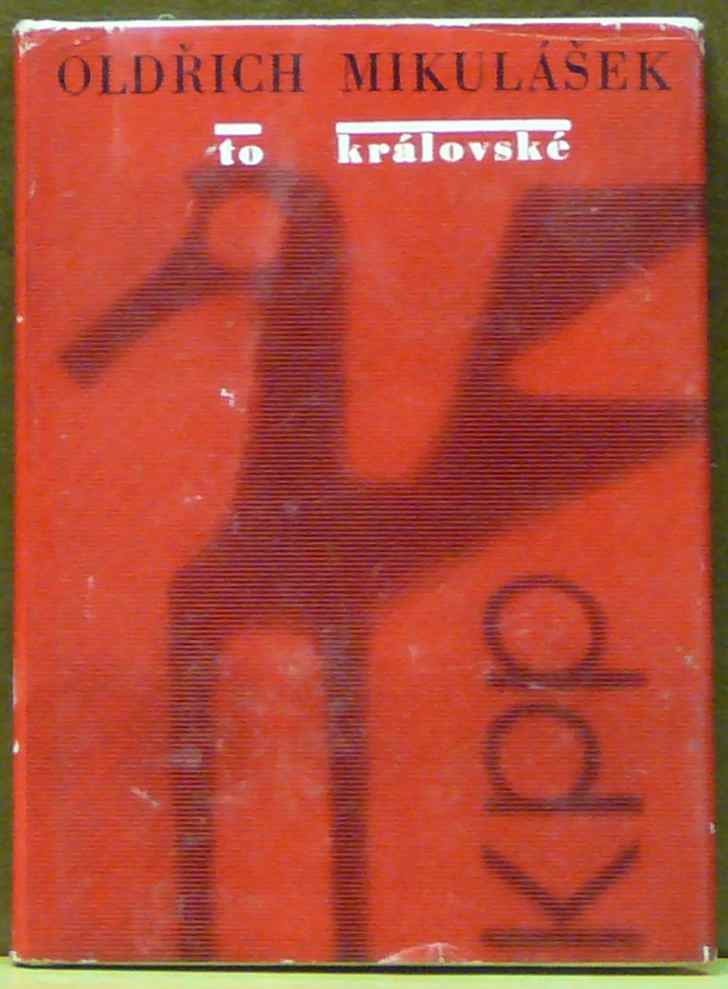 OLDŘICH MIKULÁŠEK
to královské
kpp